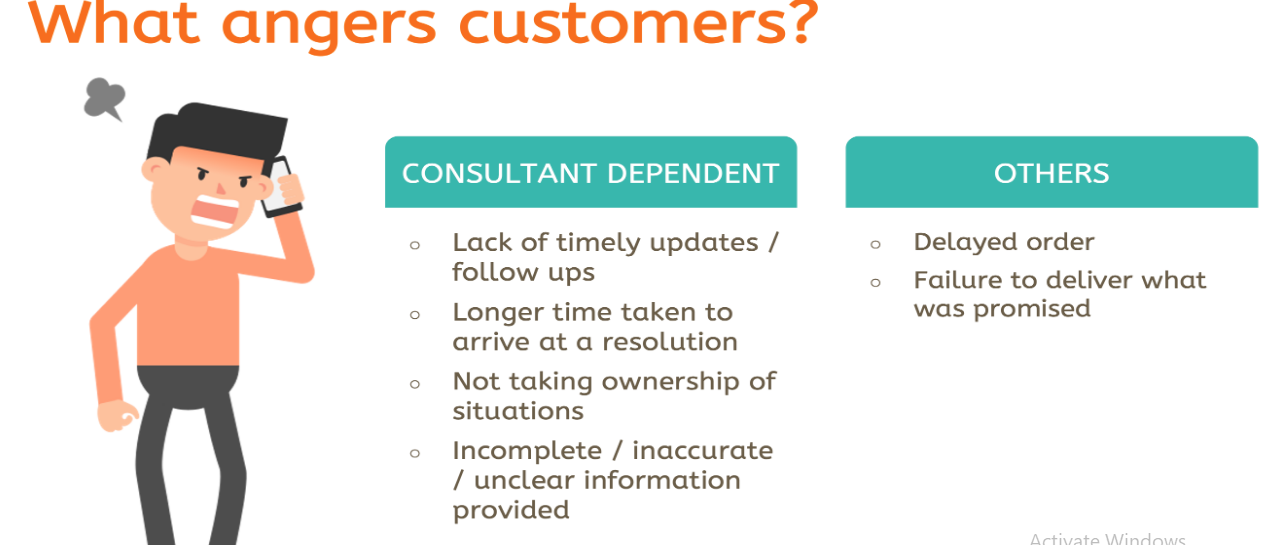 What angers customers?
CONSULTANT DEPENDENT
○ Lack of timely updates /
follow ups
○ Longer time taken to
arrive at a resolution
○ Not taking ownership of
situations
○ Incomplete / inaccurate
/ unclear information
provided
OTHERS
○ Delayed order
○ Failure to deliver what
was promised
Activate Windows